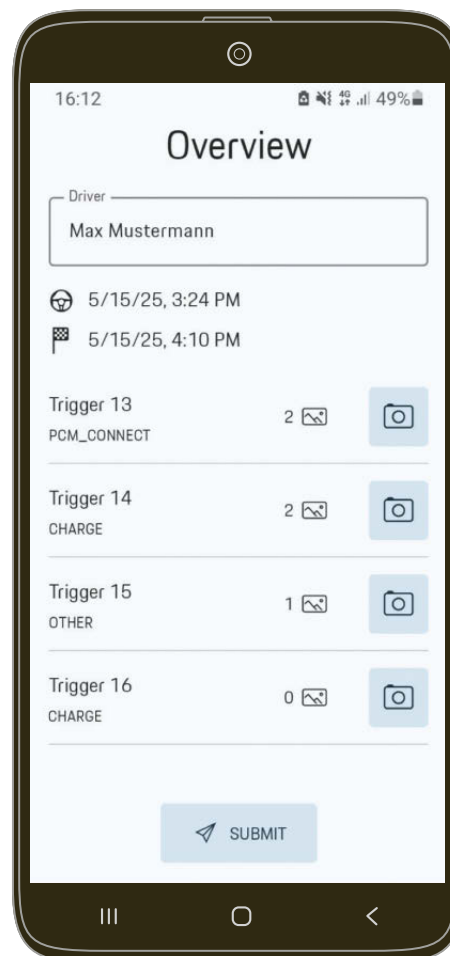 16:12
4G
49%
Overview
Driver
Max Mustermann
5/15/25, 3:24 PM
5/15/25, 4:10 PM
Trigger 13
2
PCM_CONNECT
Trigger 14
2
CHARGE
Trigger 15
1
OTHER
Trigger 16
0
CHARGE
SUBMIT